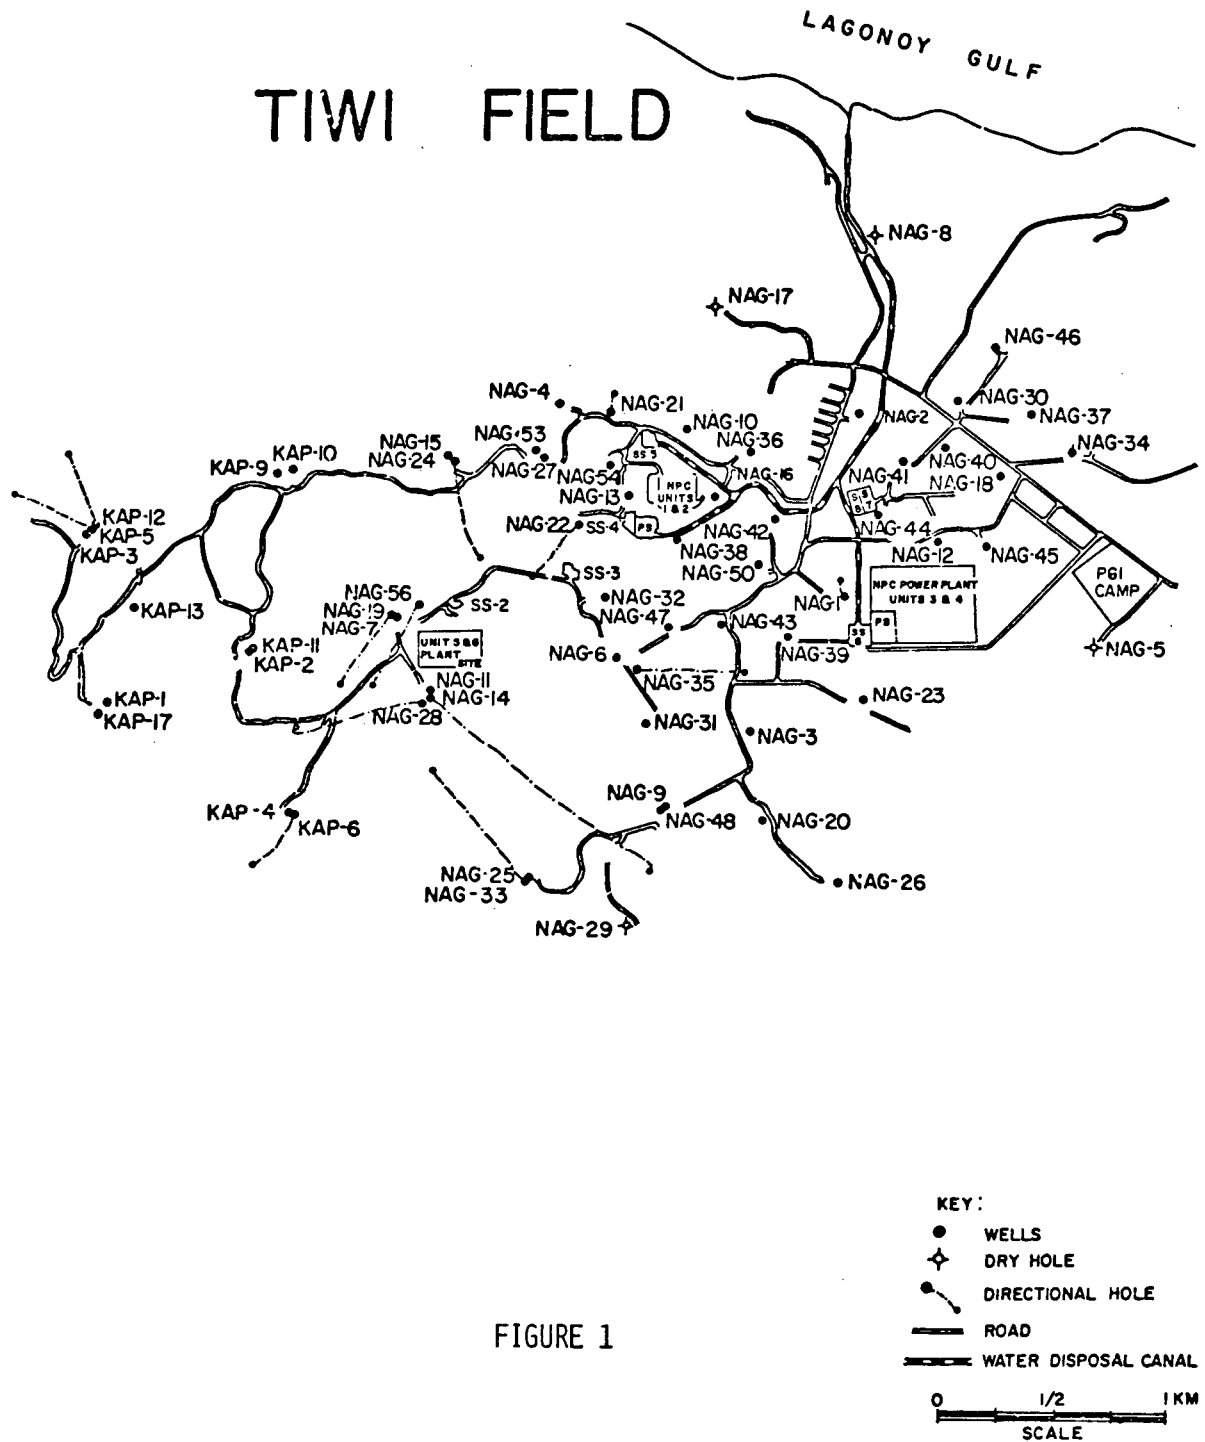 LAGONOY GULF
TIWI FIELD
NAG-8
NAG-17
NAG-46
NAG-4
NAG-21
NAG-30
NAG-37
NAG-2
NAG-10
NAG-53
NAG-36
NAG-15
NAG-24
NAG-34
KAP-10
KAP-9
NAG-27
SS-5
NAG-54
NAG-16
NAG-41
NAG-40
NAG-18
NAG-13
NPC
UNITS
1 & 2
KAP-12
KAP-5
KAP-3
NAG-22
SS-4
PS
NAG-42
NAG-44
NAG-38
NAG-12
NAG-45
NAG-50
SS-3
P61
CAMP
NPC POWER PLANT
UNITS 3 & 4
NAG-56
NAG-19
NAG-7
SS-2
NAG-32
NAG-47
NAG-1
KAP-13
NAG-43
SS
6
PS
UNIT 5 & 6
PLANT
SITE
KAP-11
KAP-2
NAG-6
NAG-39
NAG-5
NAG-11
NAG-14
NAG-35
NAG-23
KAP-1
KAP-17
NAG-28
NAG-31
NAG-3
NAG-9
NAG-48
NAG-20
KAP-4
KAP-6
NAG-25
NAG-33
NAG-26
NAG-29
KEY:
WELLS
DRY HOLE
DIRECTIONAL HOLE
ROAD
WATER DISPOSAL CANAL
0 1/2 1 KM
SCALE
FIGURE 1